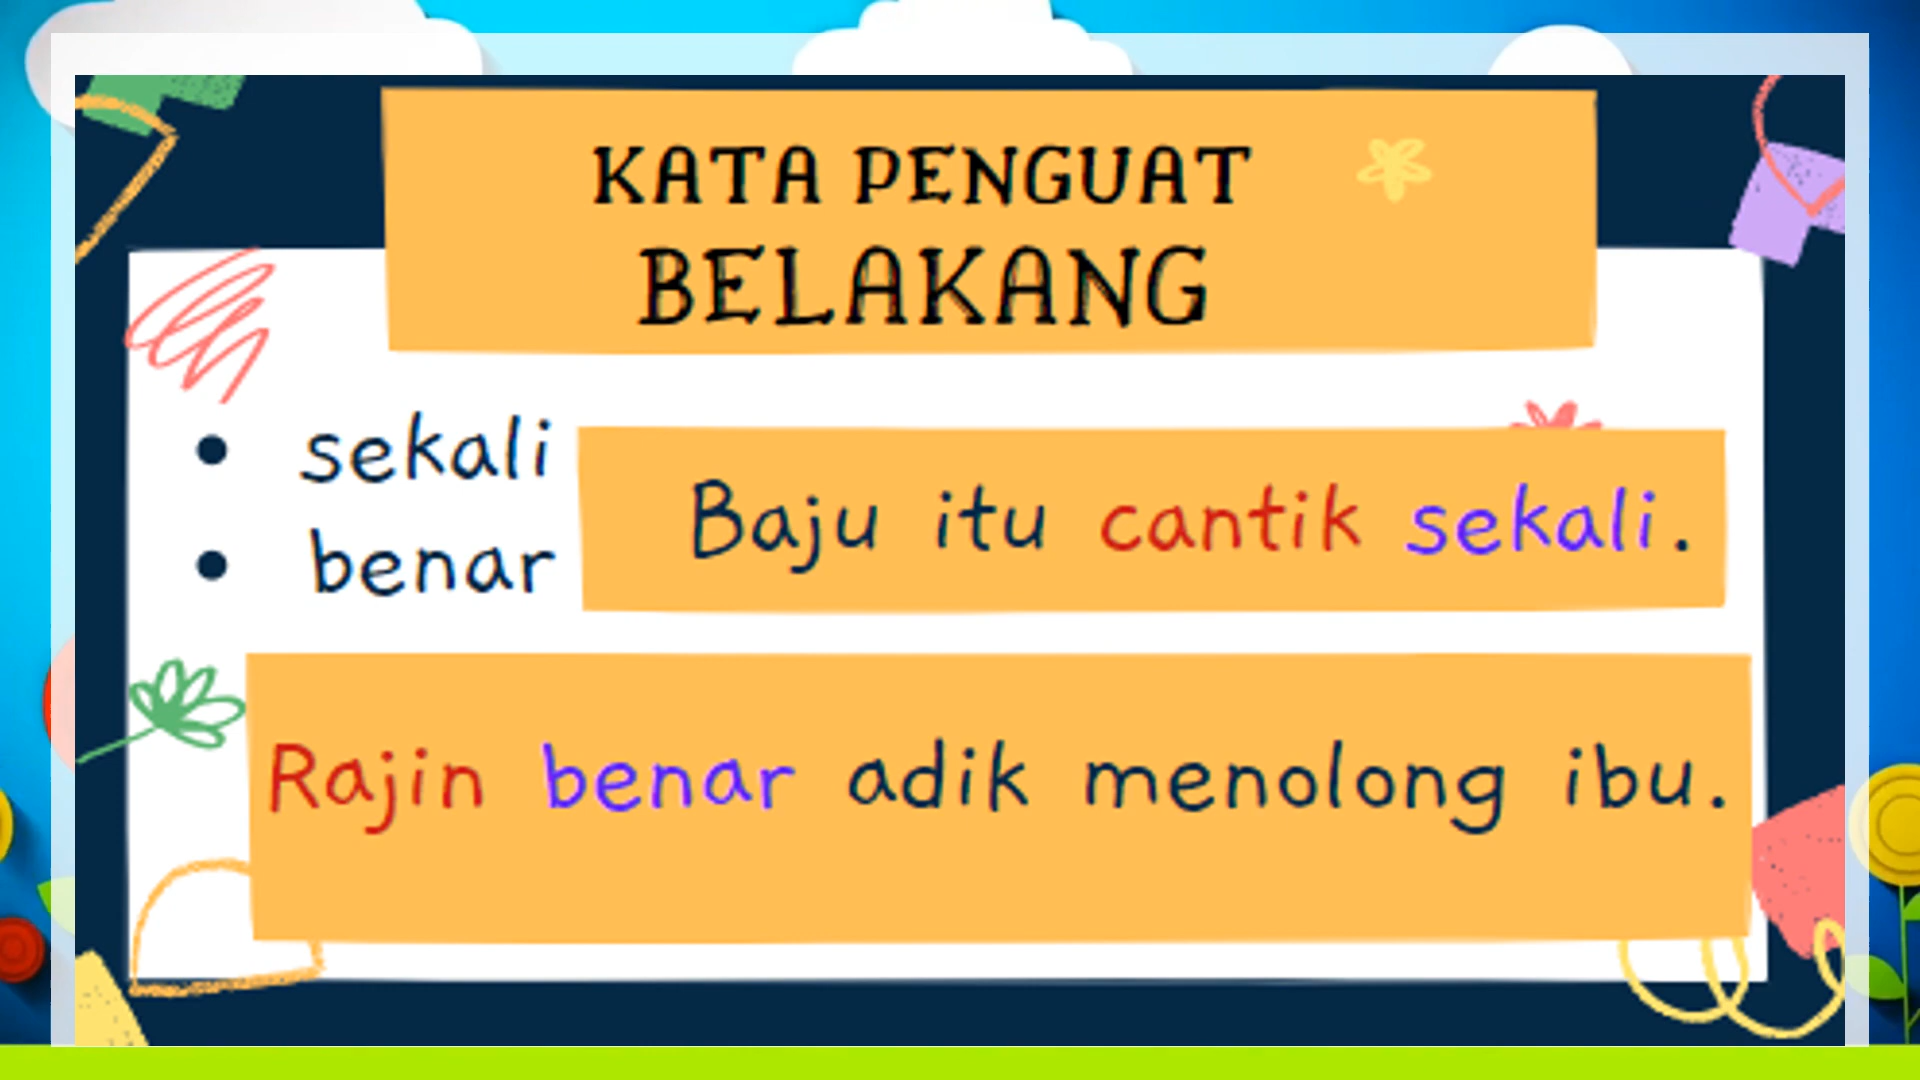 KATA PENGUAT
BELAKANG
• sekali
• benar
Baju itu cantik sekali.
Rajin benar adik menolong ibu.